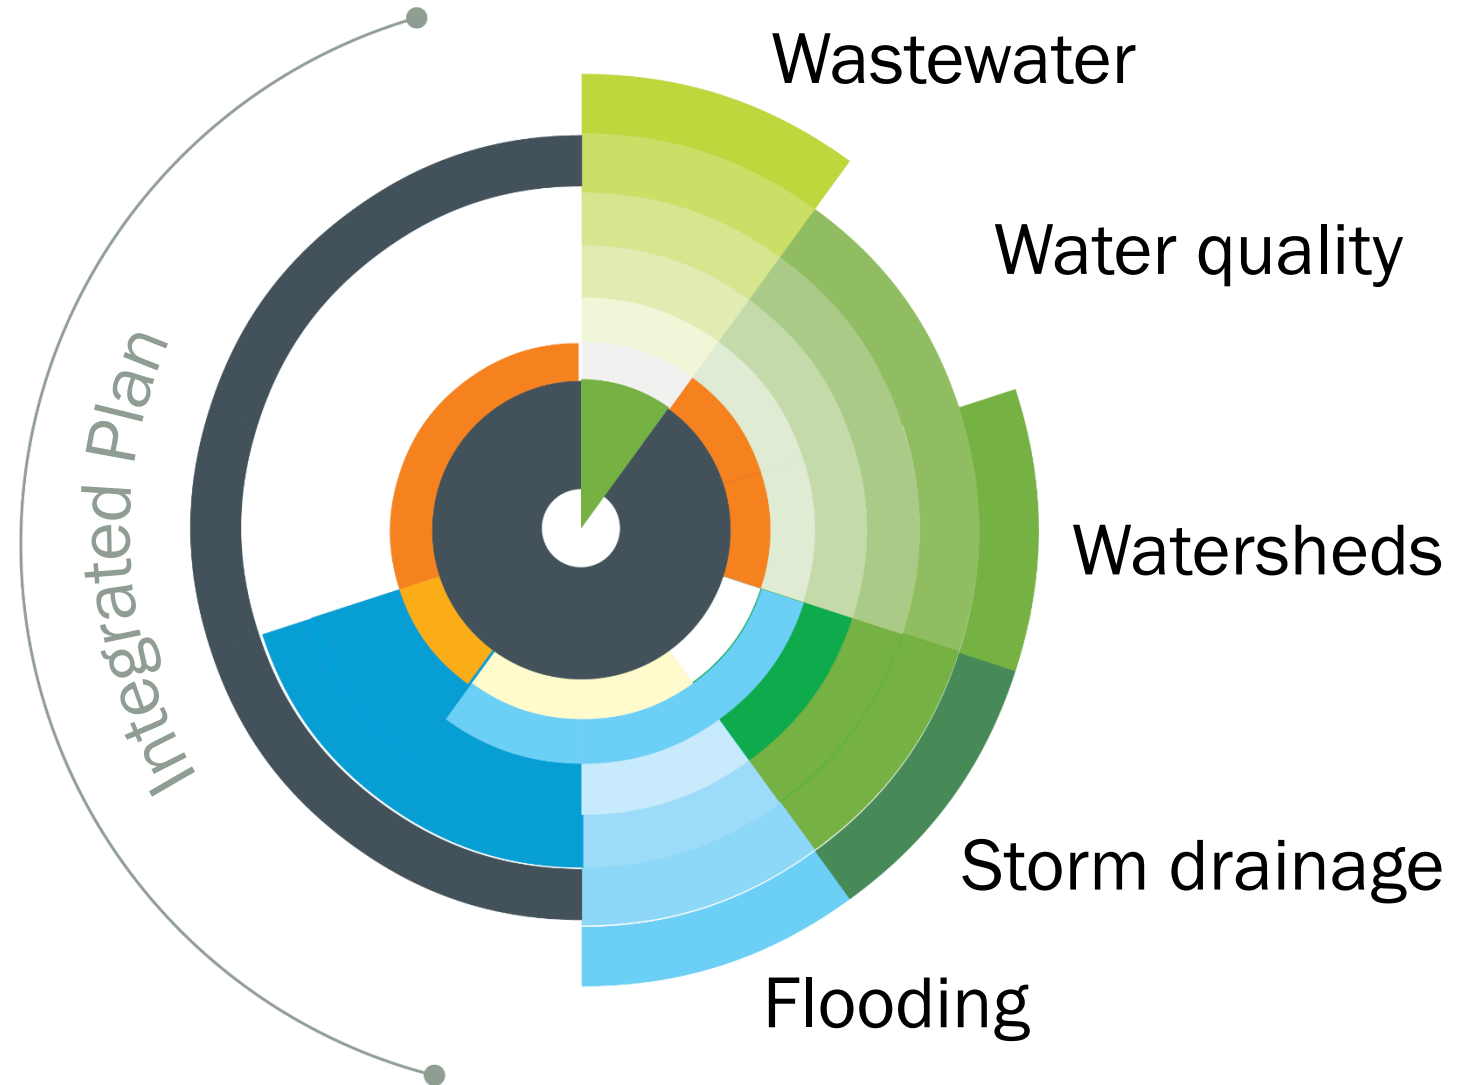 Wastewater
Water quality
Integrated Plan
Watersheds
Storm drainage
Flooding